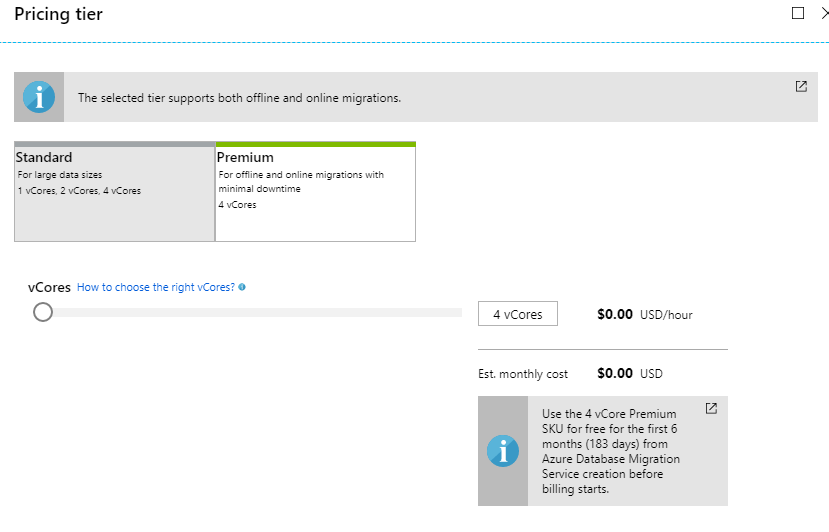 Pricing tier
The selected tier supports both offline and online migrations.
Standard
For large data sizes
1 vCores, 2 vCores, 4 vCores
Premium
For offline and online migrations with
minimal downtime
4 vCores
vCores How to choose the right vCores?
4 vCores $0.00 USD/hour
Est. monthly cost $0.00 USD
Use the 4 vCore Premium
SKU for free for the first 6
months (183 days) from
Azure Database Migration
Service creation before
billing starts.